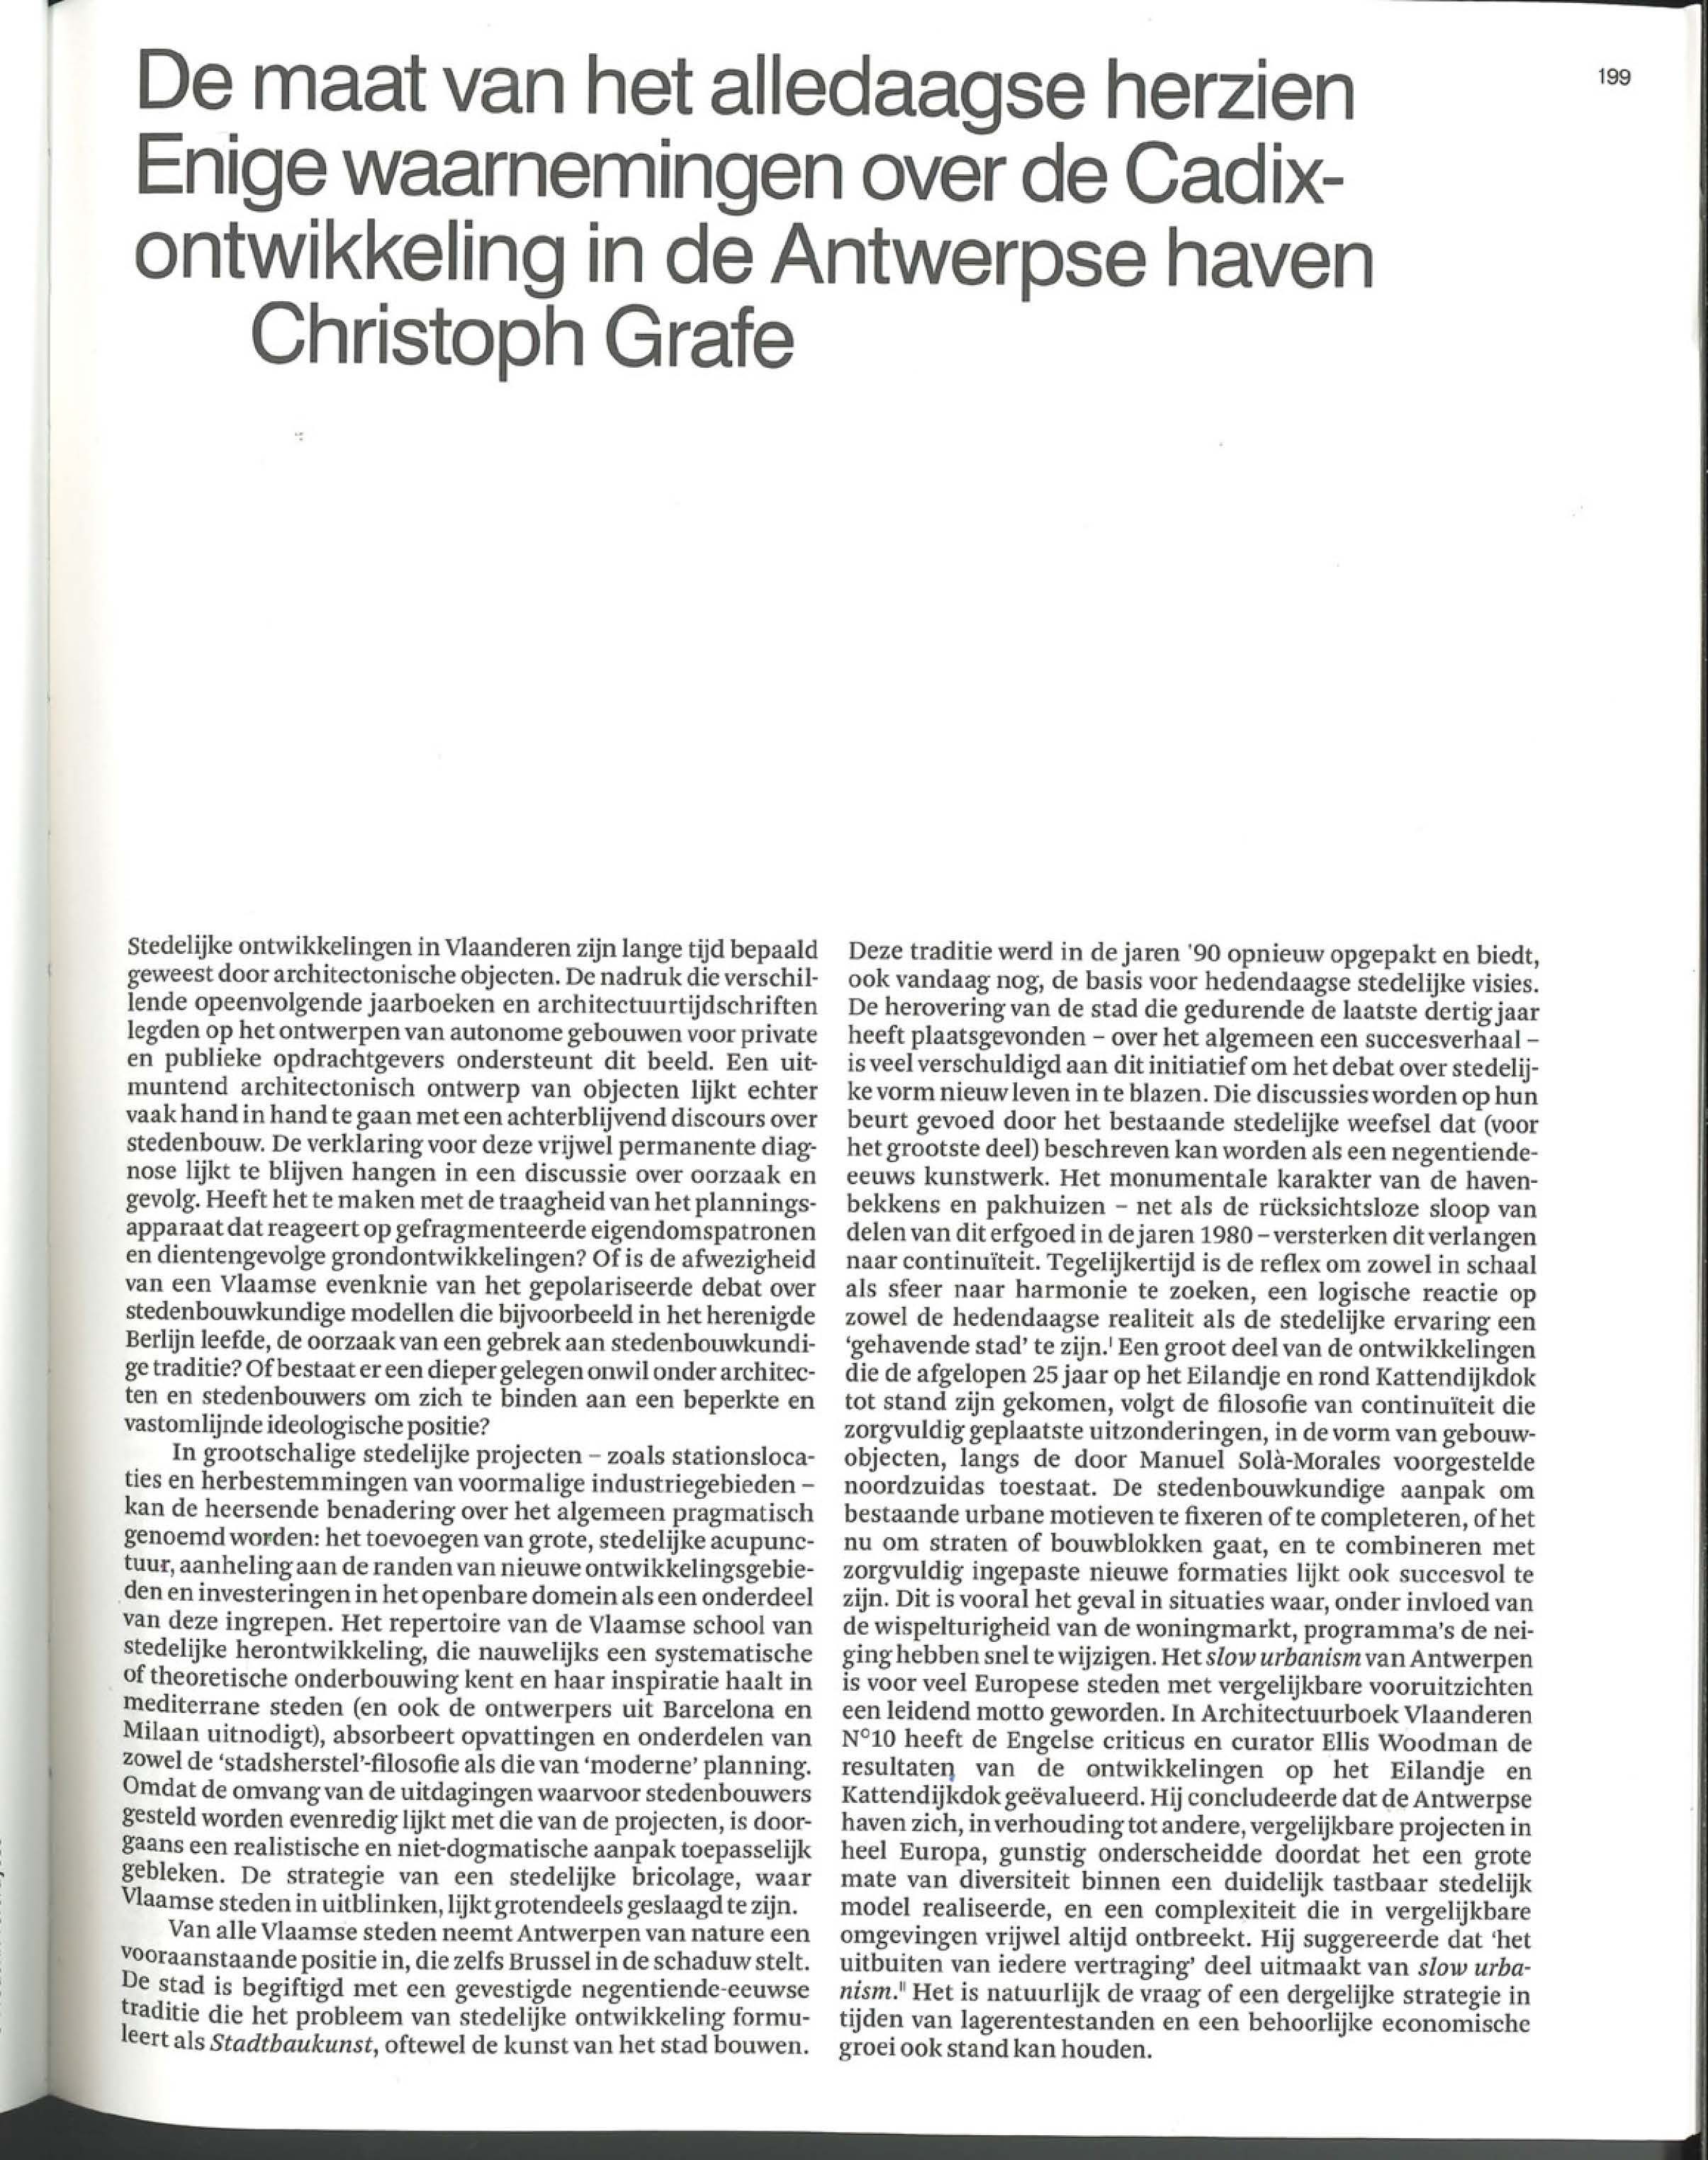 De maat van het alledaagse herzien
Enige waarnemingen over de Cadix-
ontwikkeling in de Antwerpse haven
Christoph Grafe
199
Stedelijke ontwikkelingen in Vlaanderen zijn lange tijd bepaald
geweest door architectonische objecten. De nadruk die verschil-
lende opeenvolgende jaarboeken en architectuurtijdschriften
legden op het ontwerpen van autonome gebouwen voor private
en publieke opdrachtgevers ondersteunt dit beeld. Een uit-
muntend architectonisch ontwerp van objecten lijkt echter
vaak hand in hand te gaan met een achterblijvend discours over
stedenbouw. De verklaring voor deze vrijwel permanente diag-
nose lijkt te blijven hangen in een discussie over oorzaak en
gevolg. Heeft het te maken met de traagheid van het plannings-
apparaat dat reageert op gefragmenteerde eigendomspatronen
en dientengevolge grondontwikkelingen? Of is de afwezigheid
van een Vlaamse evenknie van het gepolariseerde debat over
stedenbouwkundige modellen die bijvoorbeeld in het herenigde
Berlijn leefde, de oorzaak van een gebrek aan stedenbouwkundi-
ge traditie? Of bestaat er een dieper gelegen onwil onder architec-
ten en stedenbouwers om zich te binden aan een beperkte en
vastomlijnde ideologische positie?
In grootschalige stedelijke projecten – zoals stationsloca-
ties en herbestemmingen van voormalige industriegebieden –
kan de heersende benadering over het algemeen pragmatisch
genoemd worden: het toevoegen van grote, stedelijke acupunc-
tuur, aanheling aan de randen van nieuwe ontwikkelingsgebie-
den en investeringen in het openbare domein als een onderdeel
van deze ingrepen. Het repertoire van de Vlaamse school van
stedelijke herontwikkeling, die nauwelijks een systematische
of theoretische onderbouwing kent en haar inspiratie haalt in
mediterrane steden (en ook de ontwerpers uit Barcelona en
Milaan uitnodigt), absorbeert opvattingen en onderdelen van
zowel de 'stadsherstel'-filosofie als die van 'moderne' planning.
Omdat de omvang van de uitdagingen waarvoor stedenbouwers
gesteld worden evenredig lijkt met die van de projecten, is door-
gaans een realistische en niet-dogmatische aanpak toepasselijk
gebleken. De strategie van een stedelijke bricolage, waar
Vlaamse steden in uitblinken, lijkt grotendeels geslaagd te zijn.
Van alle Vlaamse steden neemt Antwerpen van nature een
vooraanstaande positie in, die zelfs Brussel in de schaduw stelt.
De stad is begiftigd met een gevestigde negentiende-eeuwse
traditie die het probleem van stedelijke ontwikkeling formu-
leert als Stadtbaukunst, oftewel de kunst van het stad bouwen.
Deze traditie werd in de jaren '90 opnieuw opgepakt en biedt,
ook vandaag nog, de basis voor hedendaagse stedelijke visies.
De herovering van de stad die gedurende de laatste dertig jaar
heeft plaatsgevonden – over het algemeen een succesverhaal –
is veel verschuldigd aan dit initiatief om het debat over stedelij-
ke vorm nieuw leven in te blazen. Die discussies worden op hun
beurt gevoed door het bestaande stedelijke weefsel dat (voor
het grootste deel) beschreven kan worden als een negentiende-
eeuws kunstwerk. Het monumentale karakter van de haven-
bekkens en pakhuizen – net als de rücksichtsloze sloop van
delen van dit erfgoed in de jaren 1980 – versterken dit verlangen
naar continuïteit. Tegelijkertijd is de reflex om zowel in schaal
als sfeer naar harmonie te zoeken, een logische reactie op
zowel de hedendaagse realiteit als de stedelijke ervaring een
'gehavende stad' te zijn.ᴵ Een groot deel van de ontwikkelingen
die de afgelopen 25 jaar op het Eilandje en rond Kattendijkdok
tot stand zijn gekomen, volgt de filosofie van continuïteit die
zorgvuldig geplaatste uitzonderingen, in de vorm van gebouw-
objecten, langs de door Manuel Solà-Morales voorgestelde
noordzuidas toestaat. De stedenbouwkundige aanpak om
bestaande urbane motieven te fixeren of te completeren, of het
nu om straten of bouwblokken gaat, en te combineren met
zorgvuldig ingepaste nieuwe formaties lijkt ook succesvol te
zijn. Dit is vooral het geval in situaties waar, onder invloed van
de wispelturigheid van de woningmarkt, programma's de nei-
ging hebben snel te wijzigen. Het slow urbanism van Antwerpen
is voor veel Europese steden met vergelijkbare vooruitzichten
een leidend motto geworden. In Architectuurboek Vlaanderen
N°10 heeft de Engelse criticus en curator Ellis Woodman de
resultaten van de ontwikkelingen op het Eilandje en
Kattendijkdok geëvalueerd. Hij concludeerde dat de Antwerpse
haven zich, in verhouding tot andere, vergelijkbare projecten in
heel Europa, gunstig onderscheidde doordat het een grote
mate van diversiteit binnen een duidelijk tastbaar stedelijk
model realiseerde, en een complexiteit die in vergelijkbare
omgevingen vrijwel altijd ontbreekt. Hij suggereerde dat 'het
uitbuiten van iedere vertraging' deel uitmaakt van slow urba-
nism.ᴵᴵ Het is natuurlijk de vraag of een dergelijke strategie in
tijden van lagerentestanden en een behoorlijke economische
groei ook stand kan houden.